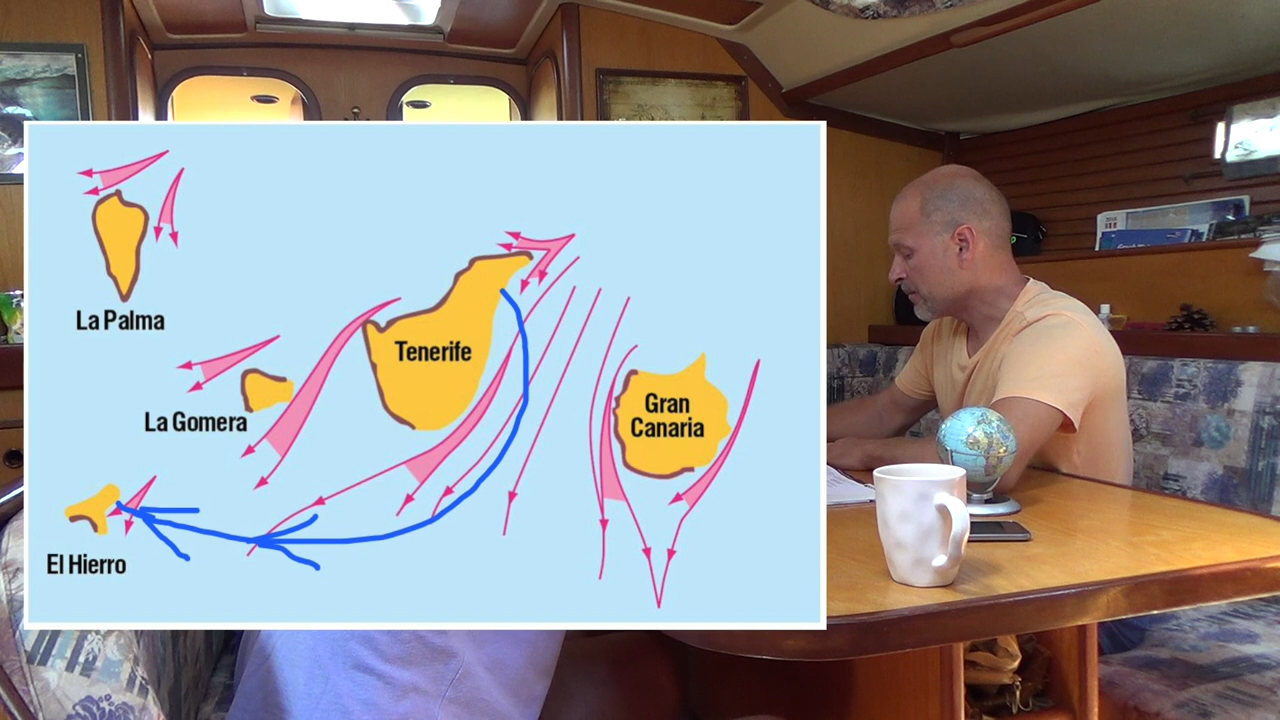 La Palma
Tenerife
La Gomera
Gran
Canaria
El Hierro